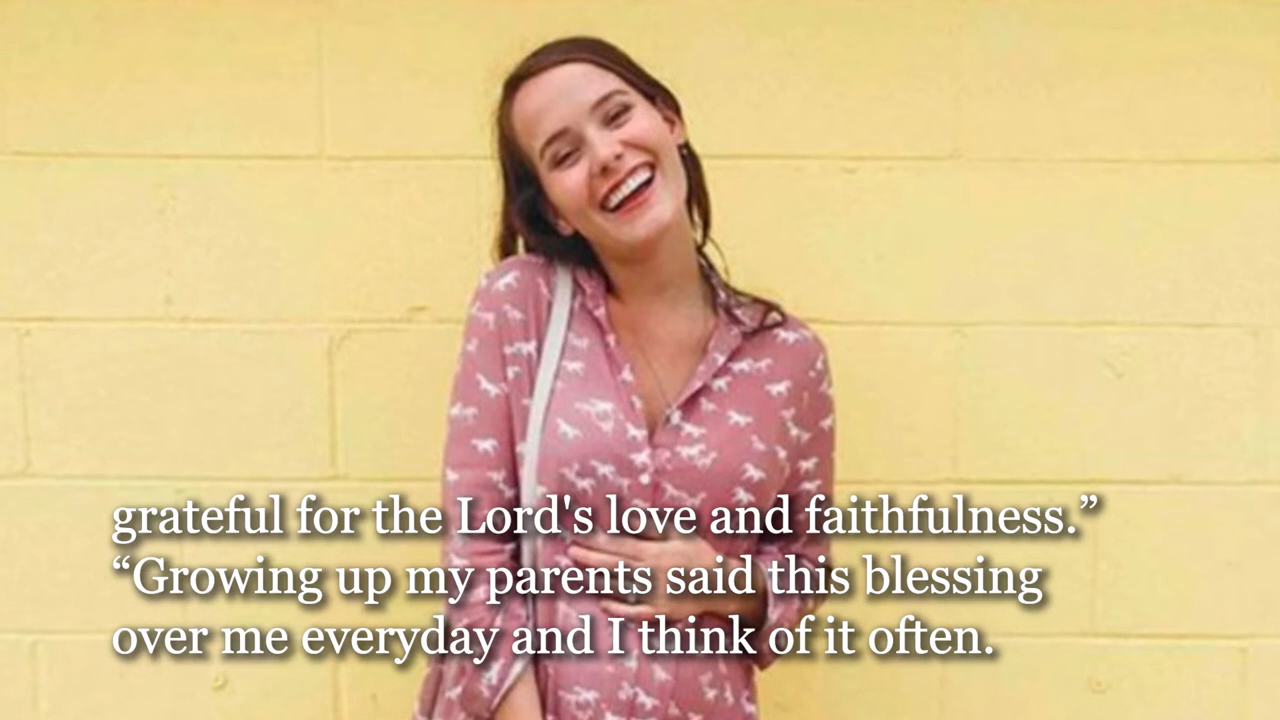 grateful for the Lord's love and faithfulness.”
“Growing up my parents said this blessing
over me everyday and I think of it often.